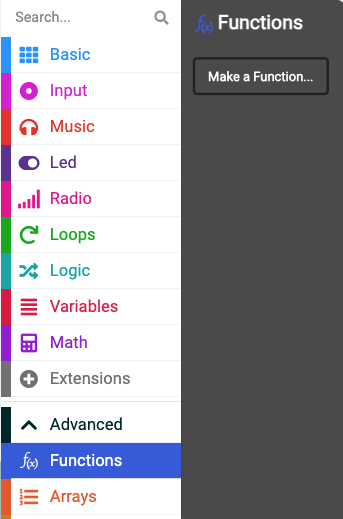 Search...
Basic
Input
Music
Led
Radio
Loops
Logic
Variables
Math
Extensions
Advanced
f(x) Functions
Arrays
f(x) Functions
Make a Function...